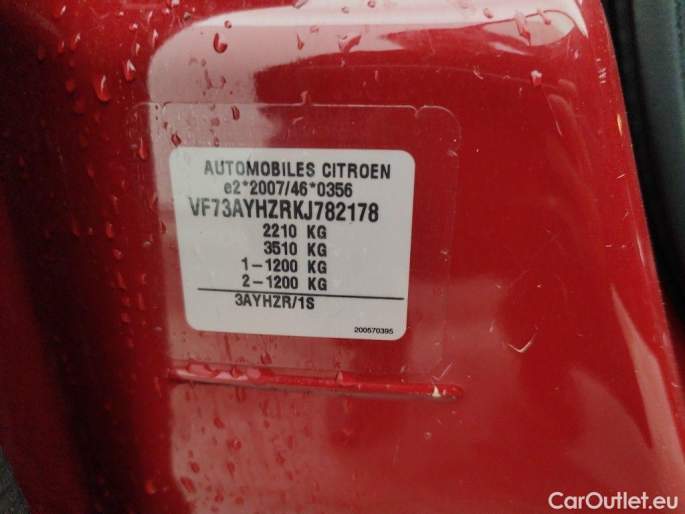 AUTOMOBILES CITROEN
e2*2007/46*0356
VF73AYHZRKJ782178
2210 KG
3510 KG
1-1200 KG
2-1200 KG
3AYHZR/1S
200570395
CarOutlet.eu